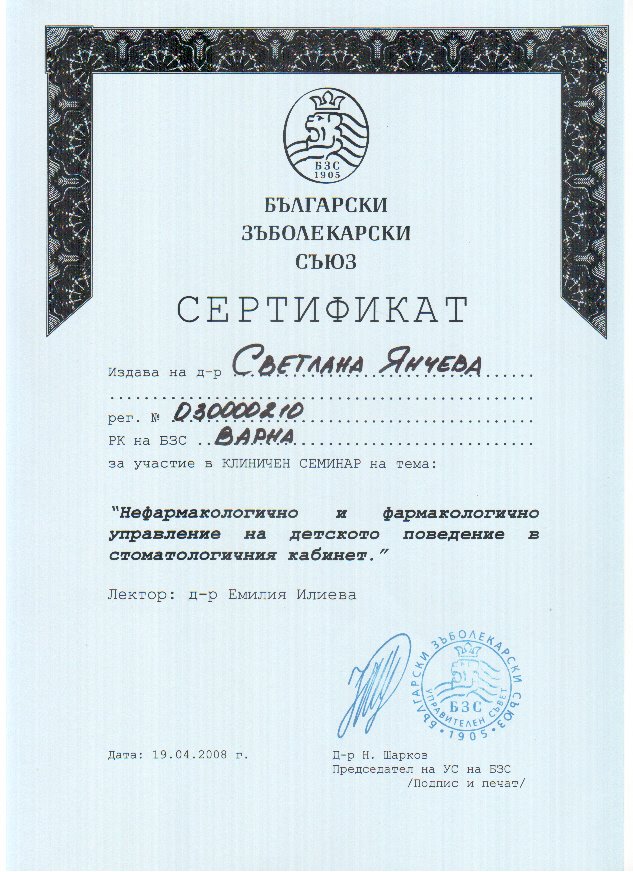 БЗС
1905
БЪЛГАРСКИ
ЗЪБОЛЕКАРСКИ
СЪЮЗ
СЕРТИФИКАТ
Издава на д-р СВЕТЛАНА ЯНЧЕВА
рег. № 030000210
РК на БЗС ВАРНА
за участие в КЛИНИЧЕН СЕМИНАР на тема:
"Нефармакологично и фармакологично
управление на детското поведение в
стоматологичния кабинет."
Лектор: д-р Емилия Илиева
БЪЛГАРСКИ ЗЪБОЛЕКАРСКИ СЪЮЗ
УПРАВИТЕЛЕН СЪВЕТ
БЗС
• 1905 •
Дата: 19.04.2008 г.
Д-р Н. Шарков
Председател на УС на БЗС
/Подпис и печат/